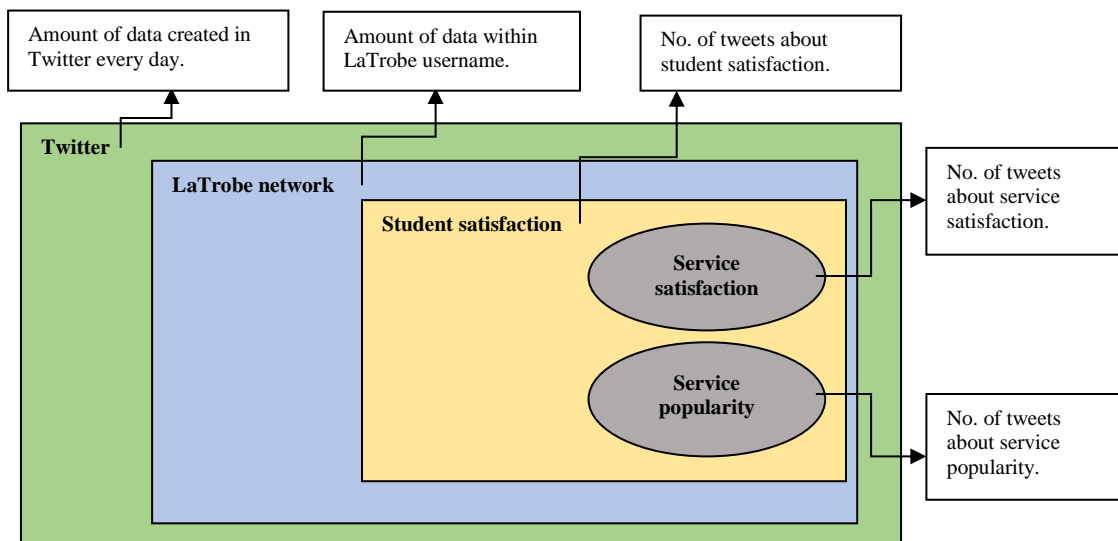 Amount of data created in
Twitter every day.
Amount of data within
LaTrobe username.
No. of tweets about
student satisfaction.
Twitter
LaTrobe network
No. of tweets
about service
satisfaction.
Student satisfaction
Service
satisfaction
Service
popularity
No. of tweets
about service
popularity.